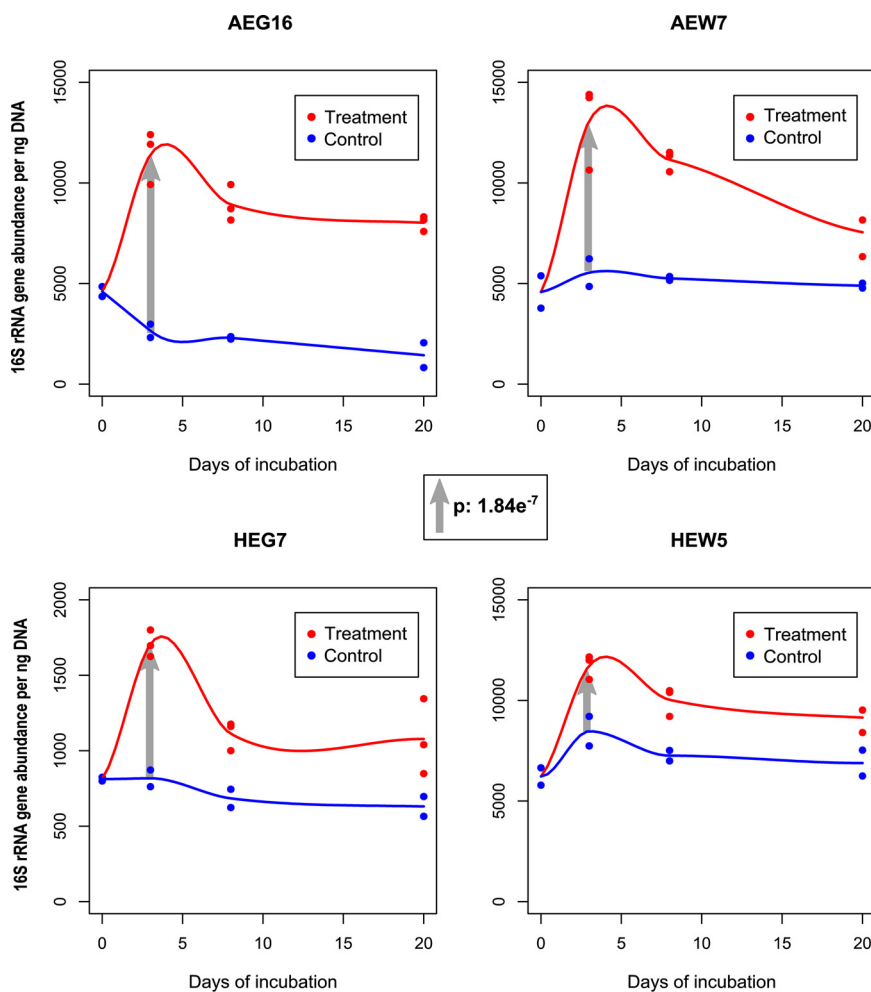 AEG16
16S rRNA gene abundance per ng DNA
15000
10000
5000
0
Treatment
Control
0 5 10 15 20
Days of incubation
AEW7
15000
10000
5000
0
Treatment
Control
0 5 10 15 20
Days of incubation
p: 1.84e⁻⁷
HEG7
16S rRNA gene abundance per ng DNA
2000
1500
1000
500
0
Treatment
Control
0 5 10 15 20
Days of incubation
HEW5
15000
10000
5000
0
Treatment
Control
0 5 10 15 20
Days of incubation